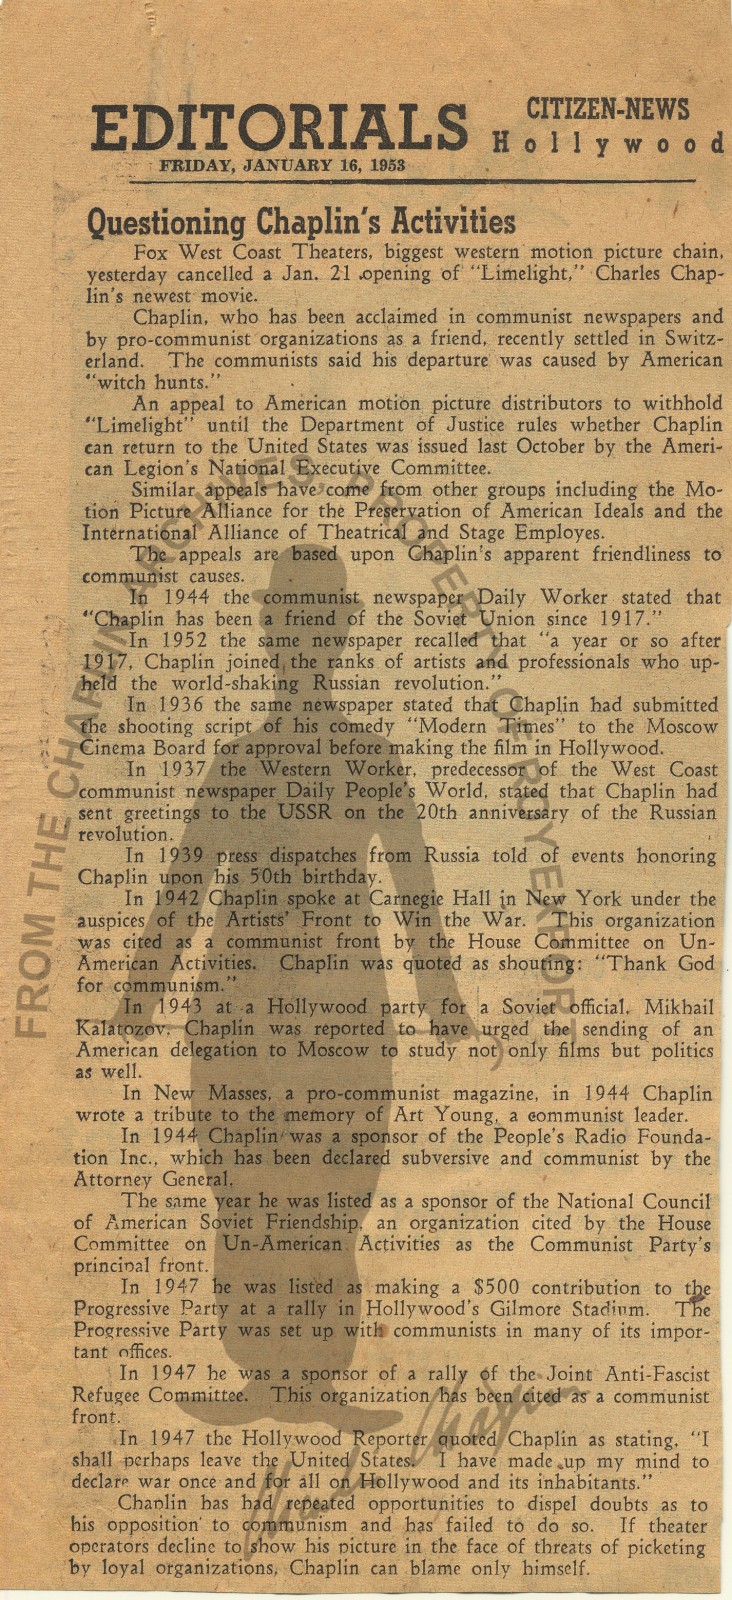 EDITORIALS
CITIZEN-NEWS
Hollywood
FRIDAY, JANUARY 16, 1953
Questioning Chaplin's Activities
Fox West Coast Theaters, biggest western motion picture chain,
yesterday cancelled a Jan. 21 opening of "Limelight," Charles Chap-
lin's newest movie.
Chaplin, who has been acclaimed in communist newspapers and
by pro-communist organizations as a friend, recently settled in Switz-
erland. The communists said his departure was caused by American
"witch hunts."
An appeal to American motion picture distributors to withhold
"Limelight" until the Department of Justice rules whether Chaplin
can return to the United States was issued last October by the Ameri-
can Legion's National Executive Committee.
Similar appeals have come from other groups including the Mo-
tion Picture Alliance for the Preservation of American Ideals and the
International Alliance of Theatrical and Stage Employes.
The appeals are based upon Chaplin's apparent friendliness to
communist causes.
In 1944 the communist newspaper Daily Worker stated that
"Chaplin has been a friend of the Soviet Union since 1917."
In 1952 the same newspaper recalled that "a year or so after
1917, Chaplin joined the ranks of artists and professionals who up-
held the world-shaking Russian revolution."
In 1936 the same newspaper stated that Chaplin had submitted
the shooting script of his comedy "Modern Times" to the Moscow
Cinema Board for approval before making the film in Hollywood.
In 1937 the Western Worker, predecessor of the West Coast
communist newspaper Daily People's World, stated that Chaplin had
sent greetings to the USSR on the 20th anniversary of the Russian
revolution.
In 1939 press dispatches from Russia told of events honoring
Chaplin upon his 50th birthday.
In 1942 Chaplin spoke at Carnegie Hall in New York under the
auspices of the Artists' Front to Win the War. This organization
was cited as a communist front by the House Committee on Un-
American Activities. Chaplin was quoted as shouting: "Thank God
for communism."
In 1943 at a Hollywood party for a Soviet official, Mikhail
Kalatozov, Chaplin was reported to have urged the sending of an
American delegation to Moscow to study not only films but politics
as well.
In New Masses, a pro-communist magazine, in 1944 Chaplin
wrote a tribute to the memory of Art Young, a communist leader.
In 1944 Chaplin was a sponsor of the People's Radio Founda-
tion Inc., which has been declared subversive and communist by the
Attorney General.
The same year he was listed as a sponsor of the National Council
of American Soviet Friendship, an organization cited by the House
Committee on Un-American Activities as the Communist Party's
principal front.
In 1947 he was listed as making a $500 contribution to the
Progressive Party at a rally in Hollywood's Gilmore Stadium. The
Progressive Party was set up with communists in many of its impor-
tant offices.
In 1947 he was a sponsor of a rally of the Joint Anti-Fascist
Refugee Committee. This organization has been cited as a communist
front.
In 1947 the Hollywood Reporter quoted Chaplin as stating, "I
shall perhaps leave the United States. I have made up my mind to
declare war once and for all on Hollywood and its inhabitants."
Chaplin has had repeated opportunities to dispel doubts as to
his opposition to communism and has failed to do so. If theater
operators decline to show his picture in the face of threats of picketing
by loyal organizations, Chaplin can blame only himself.
FROM THE CHAPLIN ARCHIVES, PROPERTY OF ROY EXPORT
Charles Chaplin